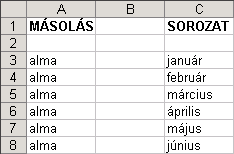 A B C
1 MÁSOLÁS SOROZAT
2
3 alma január
4 alma február
5 alma március
6 alma április
7 alma május
8 alma június